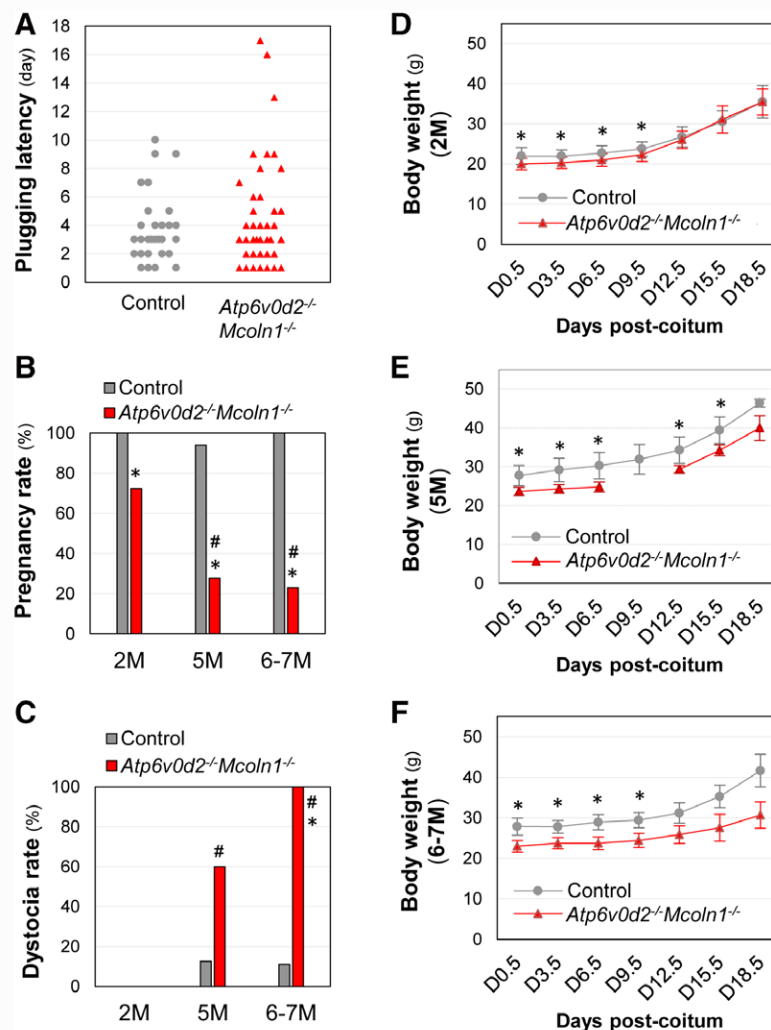 A
Plugging latency (day)
18
16
14
12
10
8
6
4
2
0
Control
Atp6v0d2-/-
Mcoln1-/-
B
Control
Atp6v0d2-/-Mcoln1-/-
Pregnancy rate (%)
100
80
60
40
20
0
*
#
*
#
*
2M
5M
6-7M
C
Control
Atp6v0d2-/-Mcoln1-/-
Dystocia rate (%)
100
80
60
40
20
0
#
#
*
2M
5M
6-7M
D
Body weight (g)
(2M)
50
40
30
20
10
0
* * * *
Control
Atp6v0d2-/-Mcoln1-/-
D0.5 D3.5 D6.5 D9.5 D12.5 D15.5 D18.5
Days post-coitum
E
Body weight (g)
(5M)
50
40
30
20
10
0
* * * * *
Control
Atp6v0d2-/-Mcoln1-/-
D0.5 D3.5 D6.5 D9.5 D12.5 D15.5 D18.5
Days post-coitum
F
Body weight (g)
(6-7M)
50
40
30
20
10
0
* * * *
Control
Atp6v0d2-/-Mcoln1-/-
D0.5 D3.5 D6.5 D9.5 D12.5 D15.5 D18.5
Days post-coitum